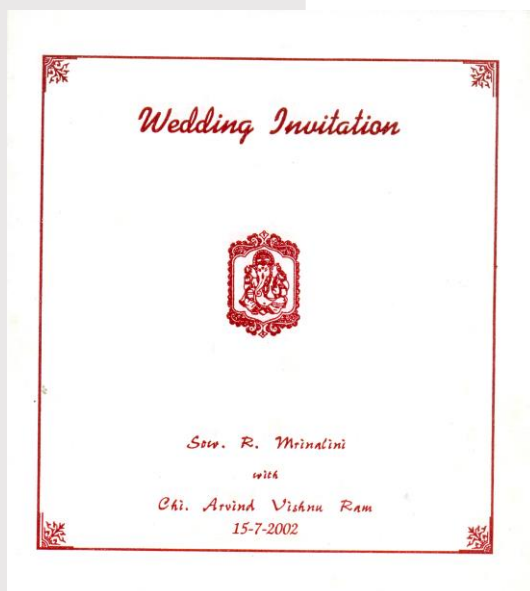 Wedding Invitation
Sow. R. Mrinalini
with
Chi. Arvind Vishnu Ram
15-7-2002